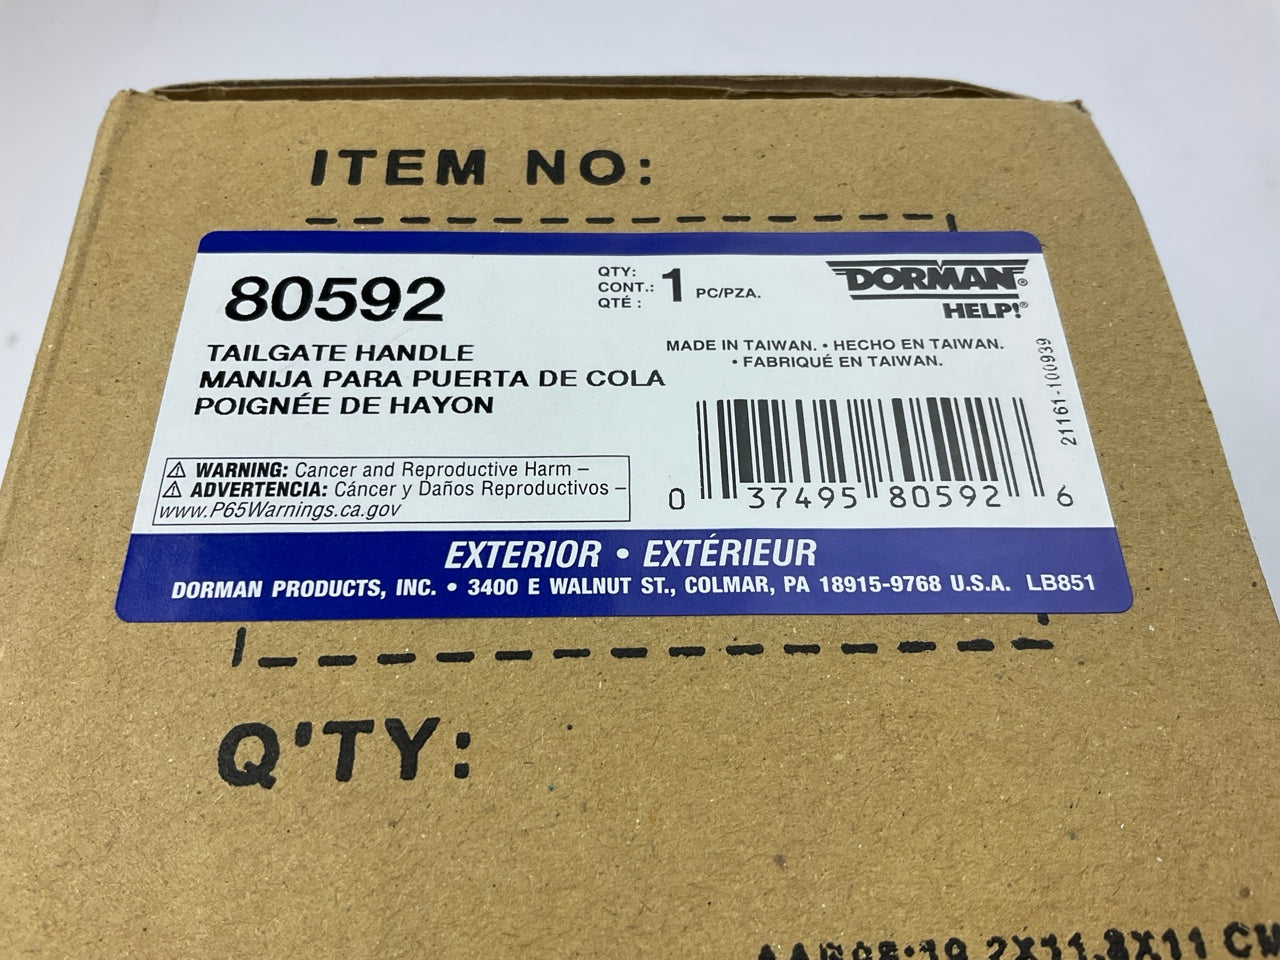 ITEM NO:
80592
QTY:
CONT.:
QTÉ :
1 PC/PZA.
DORMAN®
HELP!®
TAILGATE HANDLE
MANIJA PARA PUERTA DE COLA
POIGNÉE DE HAYON
MADE IN TAIWAN. • HECHO EN TAIWAN.
• FABRIQUÉ EN TAIWAN.
21161-100939
⚠ WARNING: Cancer and Reproductive Harm –
⚠ ADVERTENCIA: Cáncer y Daños Reproductivos –
www.P65Warnings.ca.gov
0 37495 80592 6
EXTERIOR • EXTÉRIEUR
DORMAN PRODUCTS, INC. • 3400 E WALNUT ST., COLMAR, PA 18915-9768 U.S.A. LB851
Q'TY:
2X11.8X11 CM